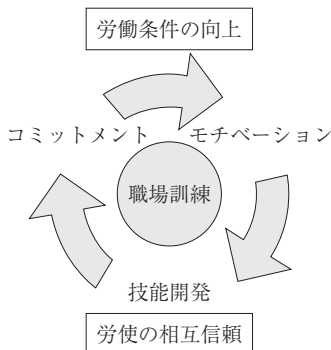 労働条件の向上
コミットメント
モチベーション
職場訓練
技能開発
労使の相互信頼